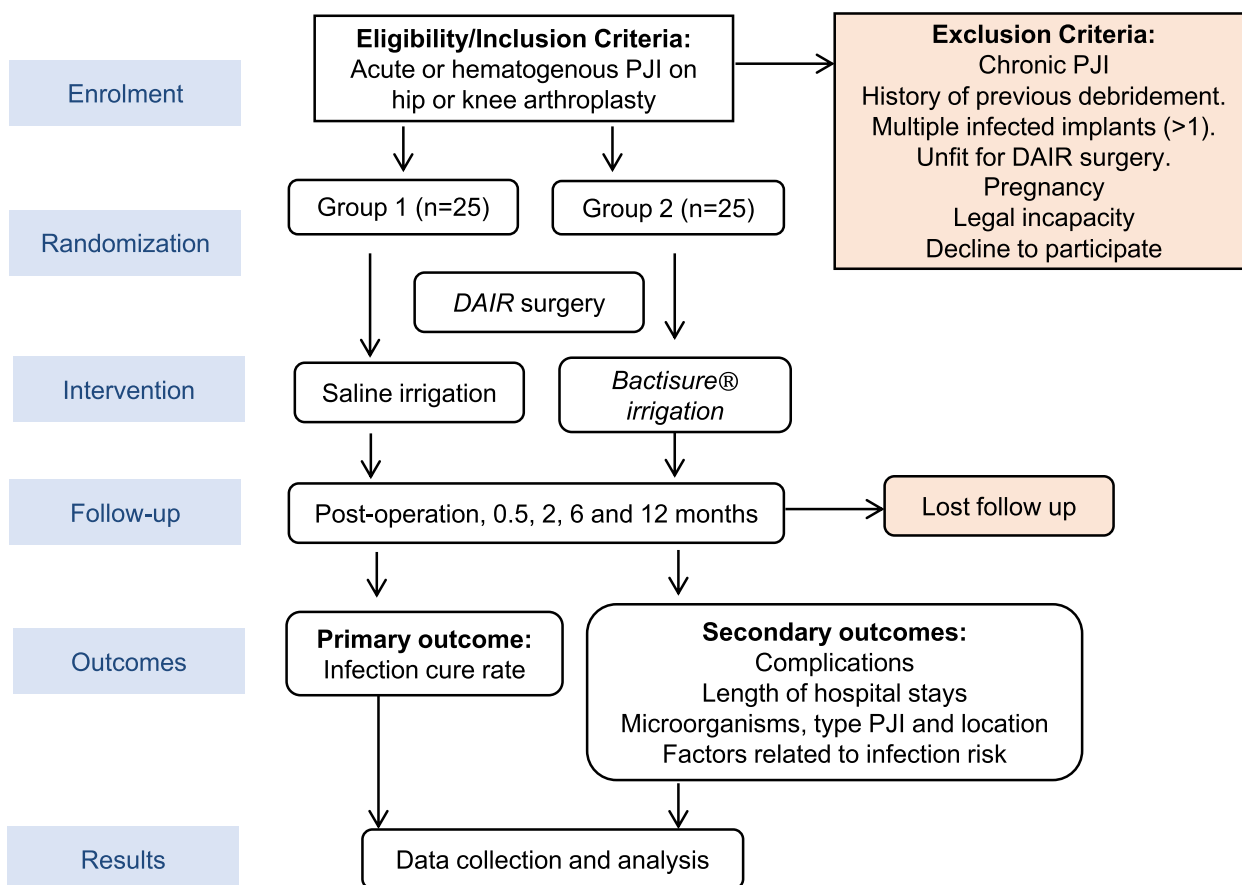 Enrolment
Eligibility/Inclusion Criteria:
Acute or hematogenous PJI on
hip or knee arthroplasty
Exclusion Criteria:
Chronic PJI
History of previous debridement.
Multiple infected implants (>1).
Unfit for DAIR surgery.
Pregnancy
Legal incapacity
Decline to participate
Randomization
Group 1 (n=25)
Group 2 (n=25)
DAIR surgery
Intervention
Saline irrigation
Bactisure®
irrigation
Follow-up
Post-operation, 0.5, 2, 6 and 12 months
Lost follow up
Outcomes
Primary outcome:
Infection cure rate
Secondary outcomes:
Complications
Length of hospital stays
Microorganisms, type PJI and location
Factors related to infection risk
Results
Data collection and analysis